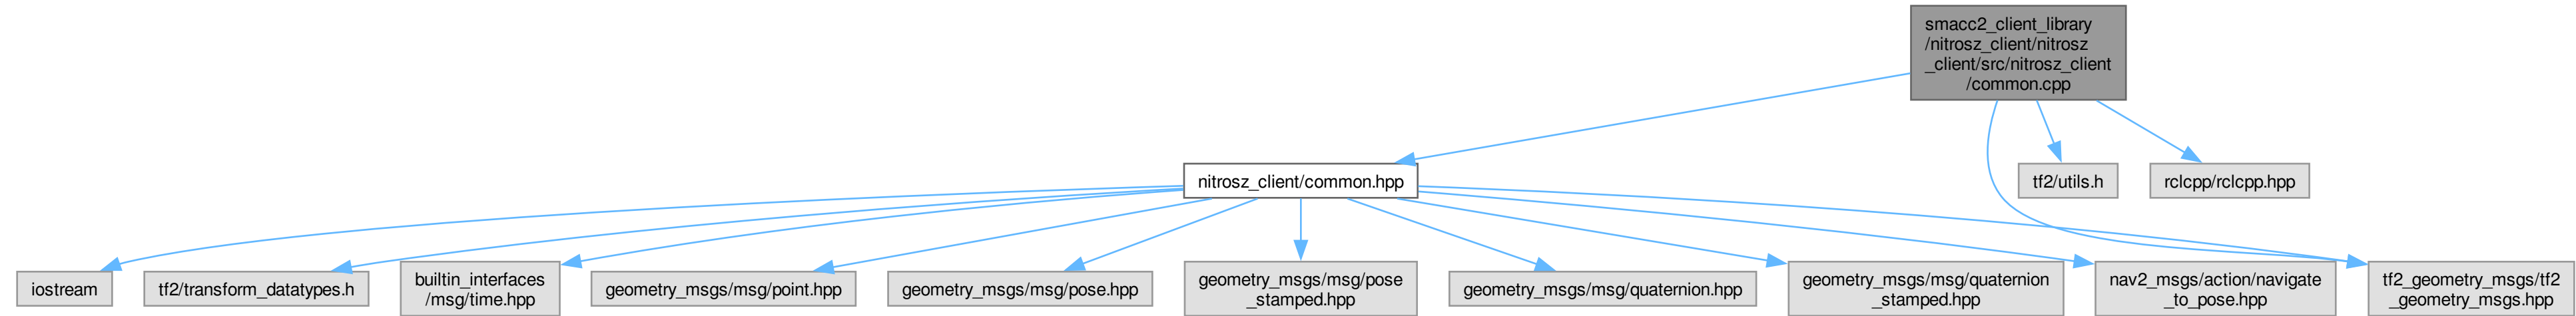 smacc2_client_library
/nitrosz_client/nitrosz
_client/src/nitrosz_client
/common.cpp
nitrosz_client/common.hpp
tf2/utils.h
rclcpp/rclcpp.hpp
iostream
tf2/transform_datatypes.h
builtin_interfaces
/msg/time.hpp
geometry_msgs/msg/point.hpp
geometry_msgs/msg/pose.hpp
geometry_msgs/msg/pose
_stamped.hpp
geometry_msgs/msg/quaternion.hpp
geometry_msgs/msg/quaternion
_stamped.hpp
nav2_msgs/action/navigate
_to_pose.hpp
tf2_geometry_msgs/tf2
_geometry_msgs.hpp